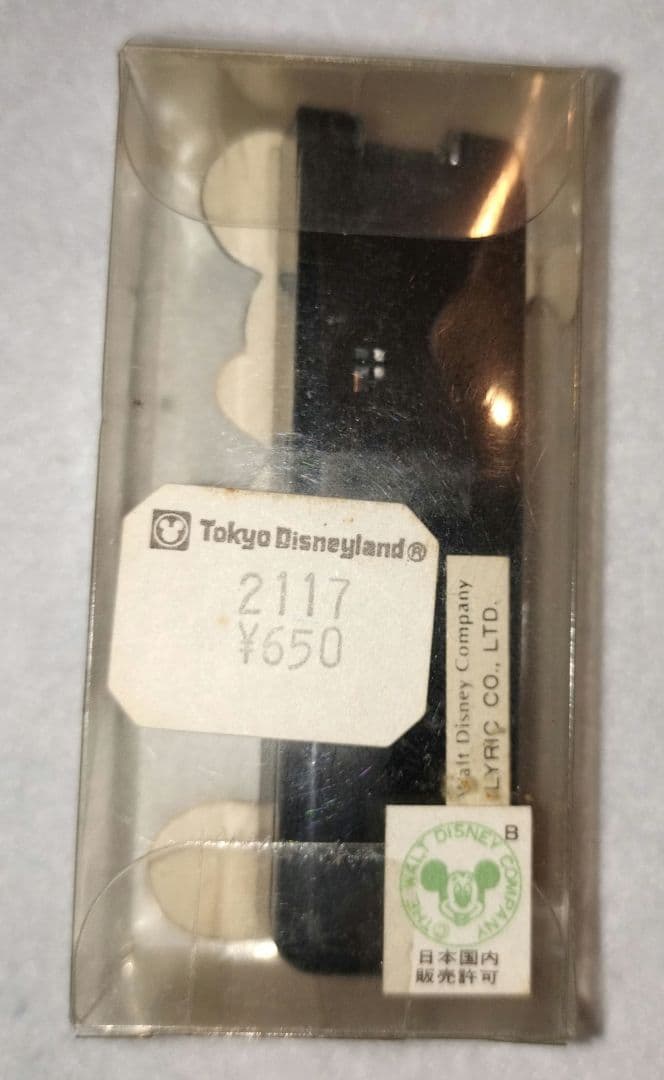 Tokyo Disneyland®
2117
¥650
Walt Disney Company
LYRIC CO., LTD.
B
©THE WALT DISNEY COMPANY
日本国内
販売許可